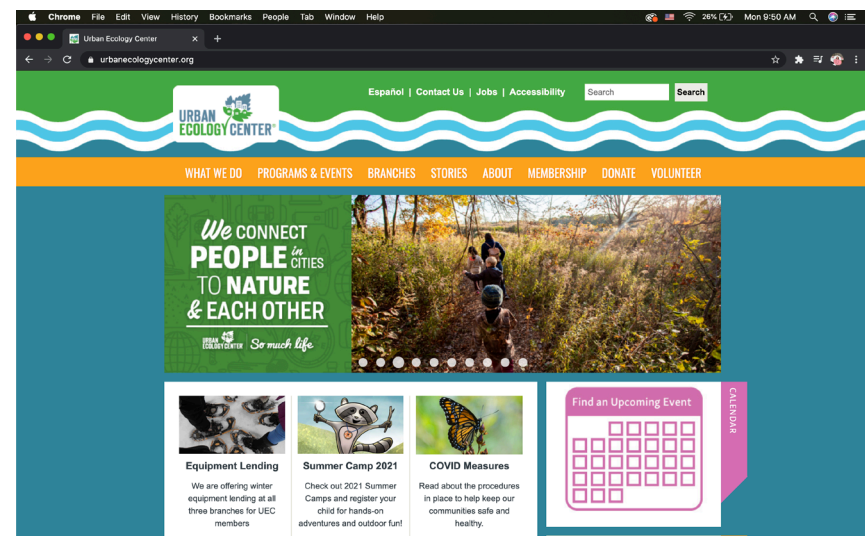 Chrome File Edit View History Bookmarks People Tab Window Help 26% Mon 9:50 AM
Urban Ecology Center
urbanecologycenter.org
Español | Contact Us | Jobs | Accessibility Search Search
URBAN
ECOLOGY CENTER
WHAT WE DO PROGRAMS & EVENTS BRANCHES STORIES ABOUT MEMBERSHIP DONATE VOLUNTEER
We CONNECT
PEOPLE in CITIES
TO NATURE
& EACH OTHER
URBAN
ECOLOGY CENTER So much life
Find an Upcoming Event
CALENDAR
Equipment Lending
We are offering winter
equipment lending at all
three branches for UEC
members
Summer Camp 2021
Check out 2021 Summer
Camps and register your
child for hands-on
adventures and outdoor fun!
COVID Measures
Read about the procedures
in place to help keep our
communities safe and
healthy.